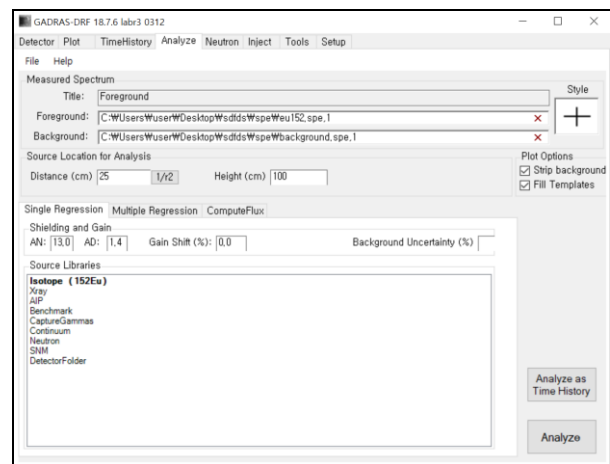 GADRAS-DRF 18.7.6 labr3 0312
Detector Plot TimeHistory Analyze Neutron Inject Tools Setup
File Help
Measured Spectrum
Title: Foreground
Style
Foreground: C:₩Users₩user₩Desktop₩sdfds₩spe₩eu152,spe,1
Background: C:₩Users₩user₩Desktop₩sdfds₩spe₩background,spe,1
Source Location for Analysis
Distance (cm) 25 1/r2 Height (cm) 100
Plot Options
Strip background
Fill Templates
Single Regression Multiple Regression ComputeFlux
Shielding and Gain
AN: 13,0 AD: 1,4 Gain Shift (%): 0,0 Background Uncertainty (%)
Source Libraries
Isotope (152Eu)
Xray
AIP
Benchmark
CaptureGammas
Continuum
Neutron
SNM
DetectorFolder
Analyze as
Time History
Analyze